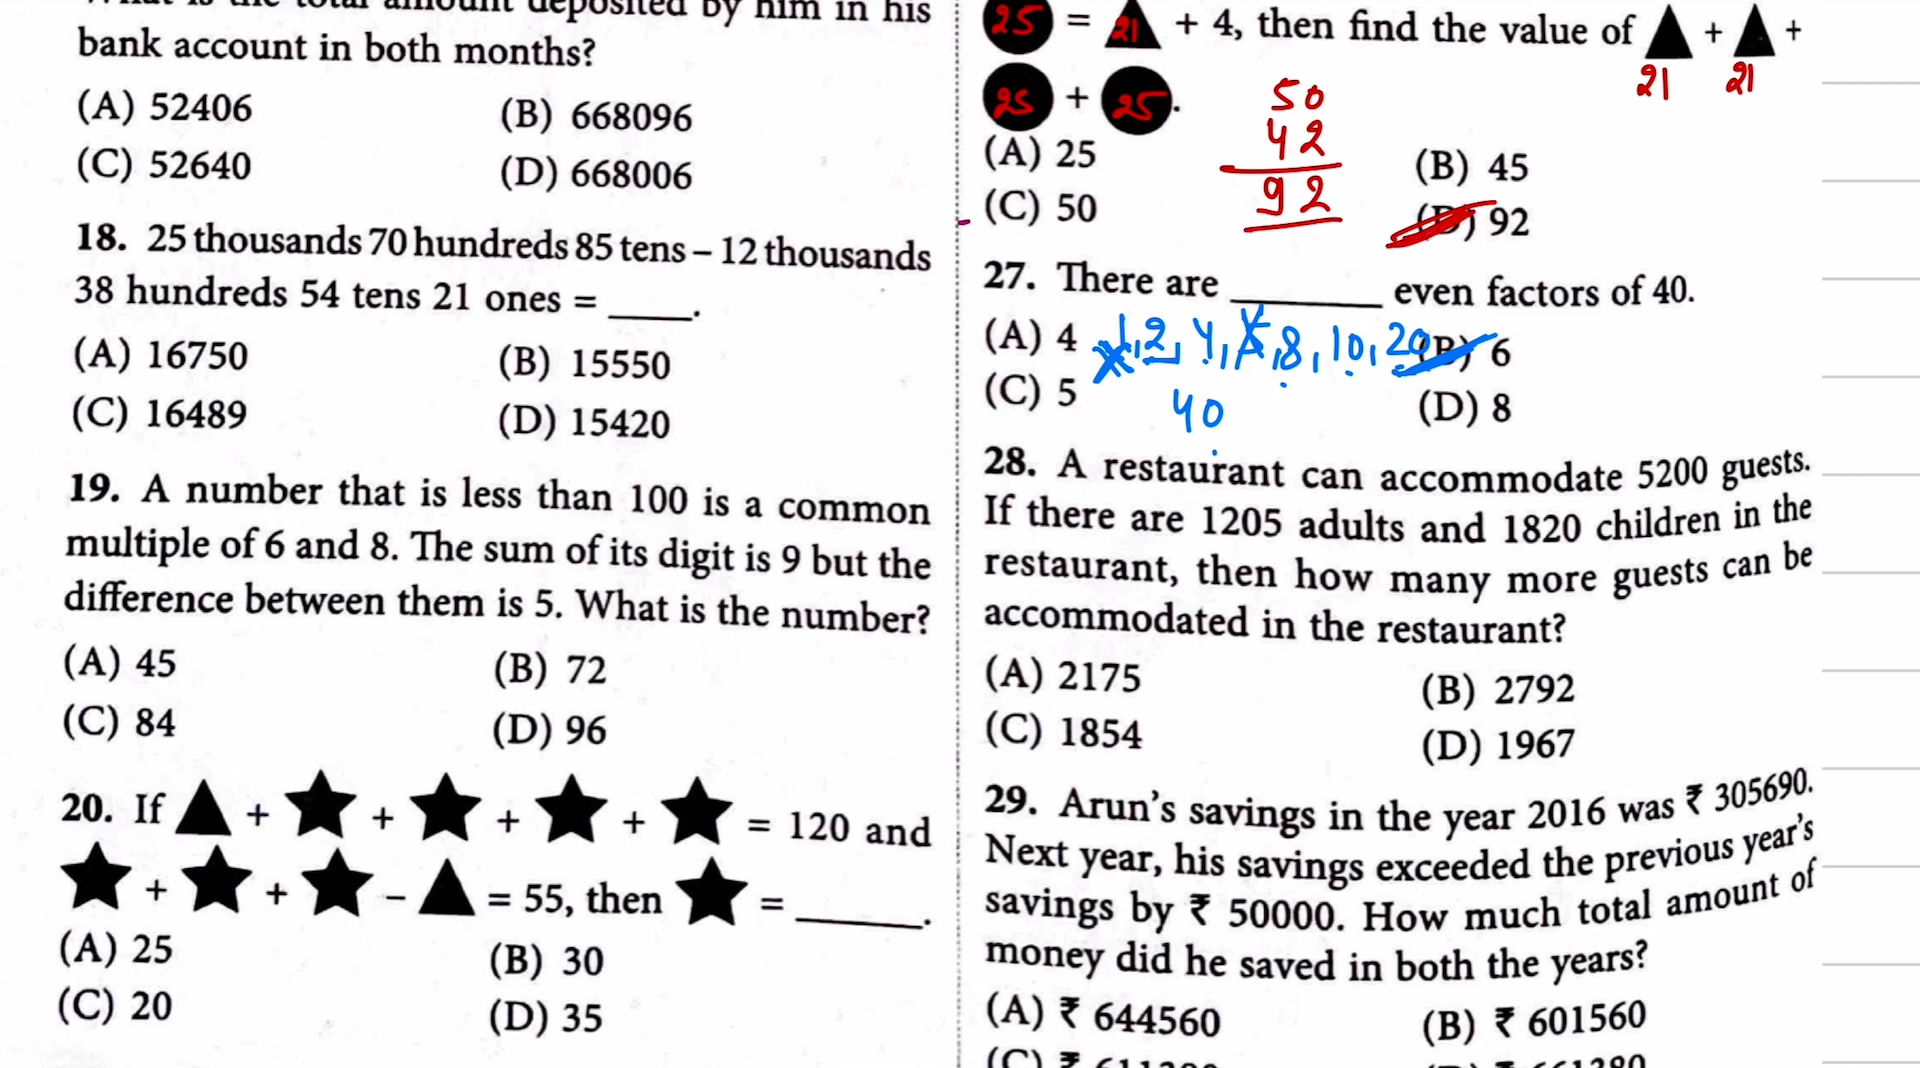 bank account in both months?
(A) 52406 (B) 668096
(C) 52640 (D) 668006
18. 25 thousands 70 hundreds 85 tens – 12 thousands
38 hundreds 54 tens 21 ones = ____.
(A) 16750 (B) 15550
(C) 16489 (D) 15420
19. A number that is less than 100 is a common
multiple of 6 and 8. The sum of its digit is 9 but the
difference between them is 5. What is the number?
(A) 45 (B) 72
(C) 84 (D) 96
20. If ▲ + ★ + ★ + ★ + ★ = 120 and
★ + ★ + ★ – ▲ = 55, then ★ = ______.
(A) 25 (B) 30
(C) 20 (D) 35
25 = 21 + 4, then find the value of ▲ + ▲ +
21 21
25 + 25.
50
42
92
(A) 25 (B) 45
(C) 50 (D) 92
27. There are ________ even factors of 40.
(A) 4 (B) 6
1, 2, 4, 5, 8, 10, 20
40
(C) 5 (D) 8
28. A restaurant can accommodate 5200 guests.
If there are 1205 adults and 1820 children in the
restaurant, then how many more guests can be
accommodated in the restaurant?
(A) 2175 (B) 2792
(C) 1854 (D) 1967
29. Arun's savings in the year 2016 was ₹ 305690.
Next year, his savings exceeded the previous year's
savings by ₹ 50000. How much total amount of
money did he saved in both the years?
(A) ₹ 644560 (B) ₹ 601560